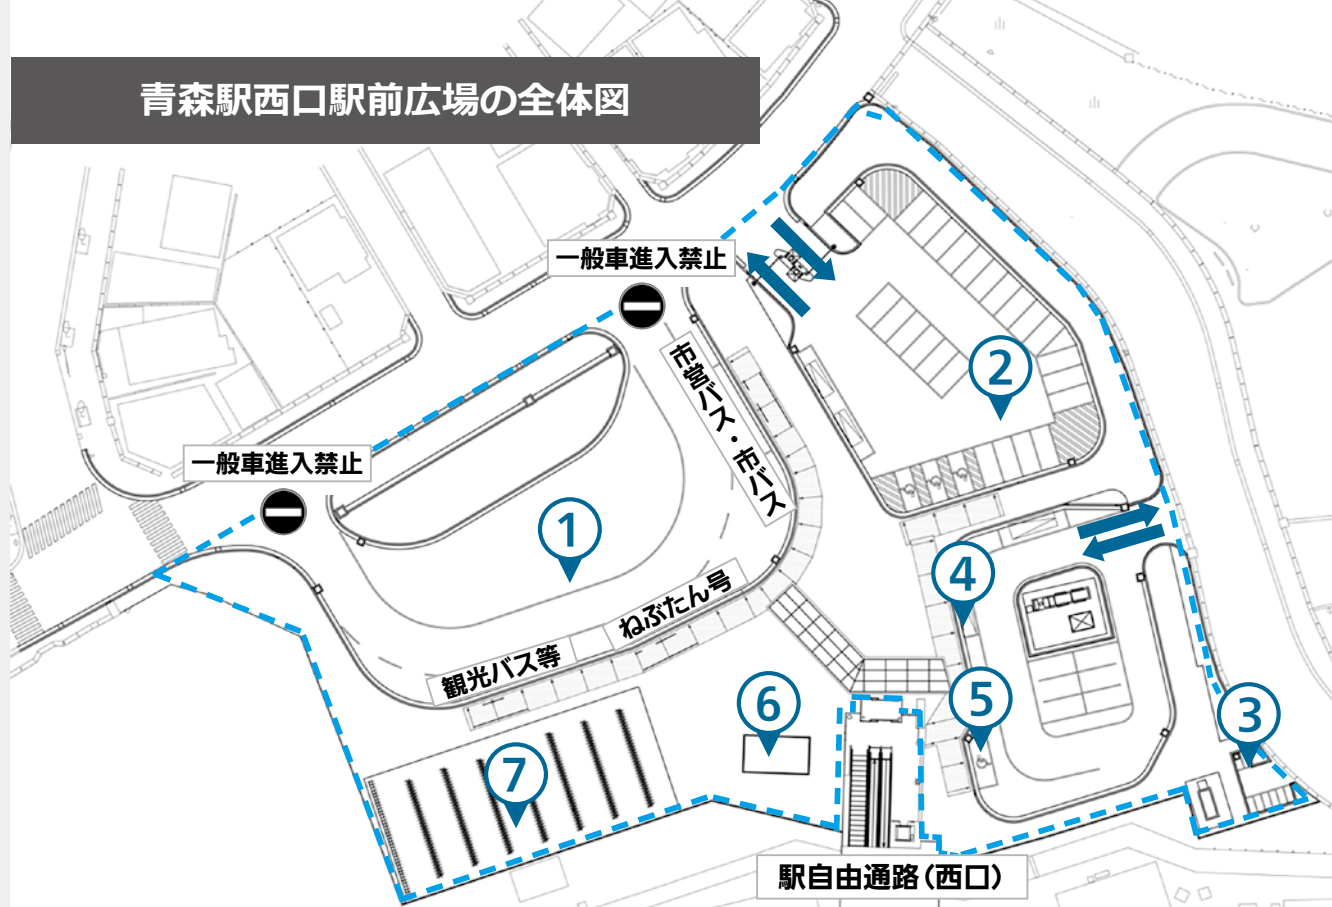 青森駅西口駅前広場の全体図
一般車進入禁止
一般車進入禁止
市営バス・市バス
ねぶたん号
観光バス等
1
2
3
4
5
6
7
駅自由通路(西口)